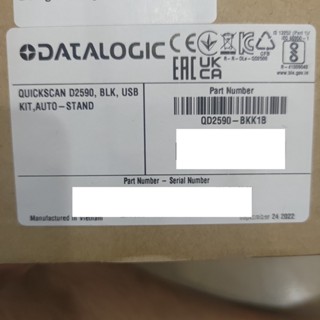 DATALOGIC
QUICKSCAN D2590, BLK, USB
KIT,AUTO-STAND
Part Number
QD2590-BKK1B
Part Number - Serial Number
Manufactured in Vietnam
September 24 2022